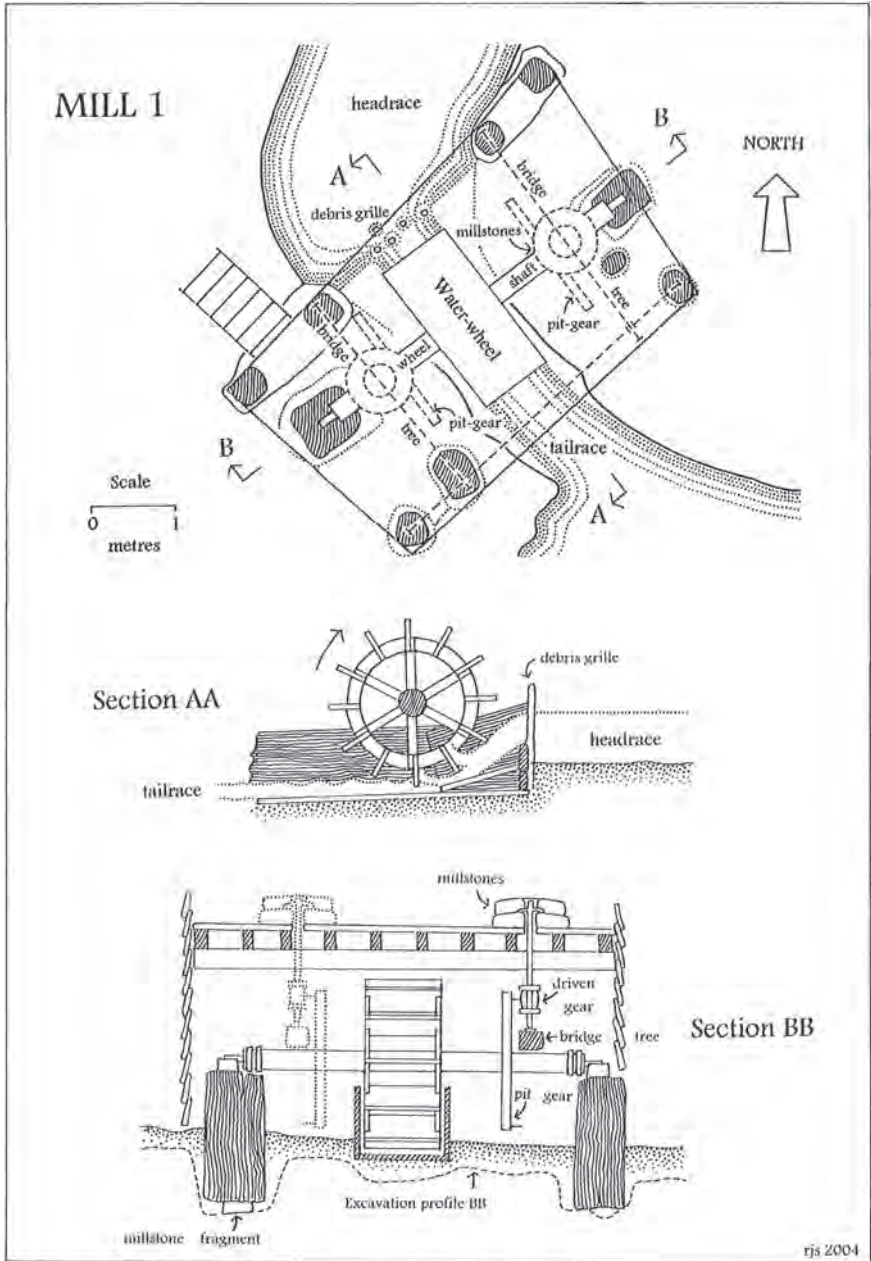 MILL 1
headrace
A
B
NORTH
debris grille
bridge
millstones
shaft
Water-wheel
tree
pit-gear
bridge
wheel
pit-gear
tree
B
tailrace
A
Scale
0 1
metres
debris grille
Section AA
headrace
tailrace
millstones
driven
gear
bridge tree
Section BB
pit gear
Excavation profile BB
millstone fragment
rjs 2004